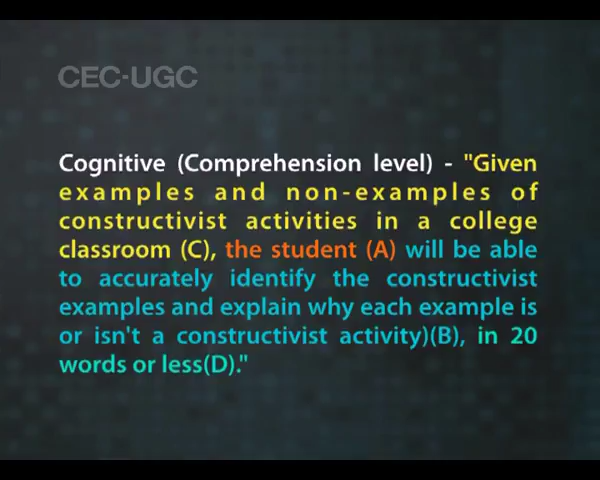 CEC-UGC
Cognitive (Comprehension level) - "Given
examples and non-examples of
constructivist activities in a college
classroom (C), the student (A) will be able
to accurately identify the constructivist
examples and explain why each example is
or isn't a constructivist activity)(B), in 20
words or less(D)."